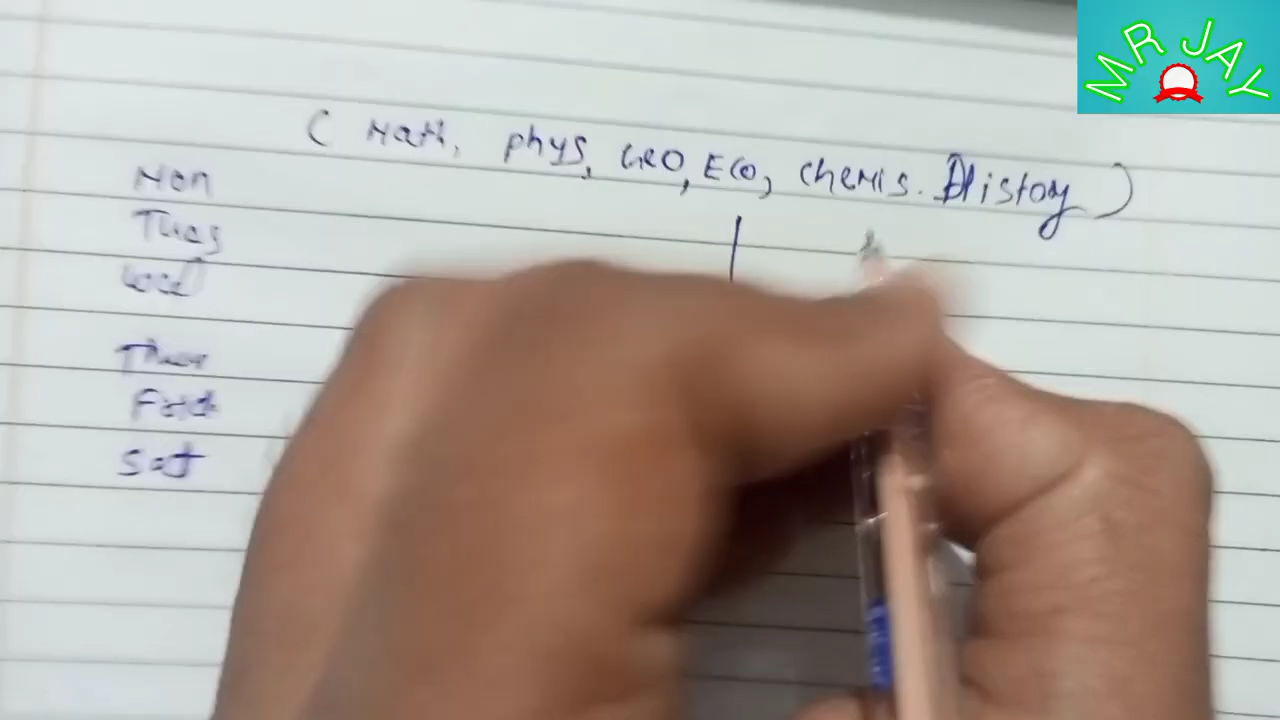 MR JAY
( Math, phys, GEO, ECO, Chemis. History )
Mon
Tues
Wed
Thur
Frid
Sat